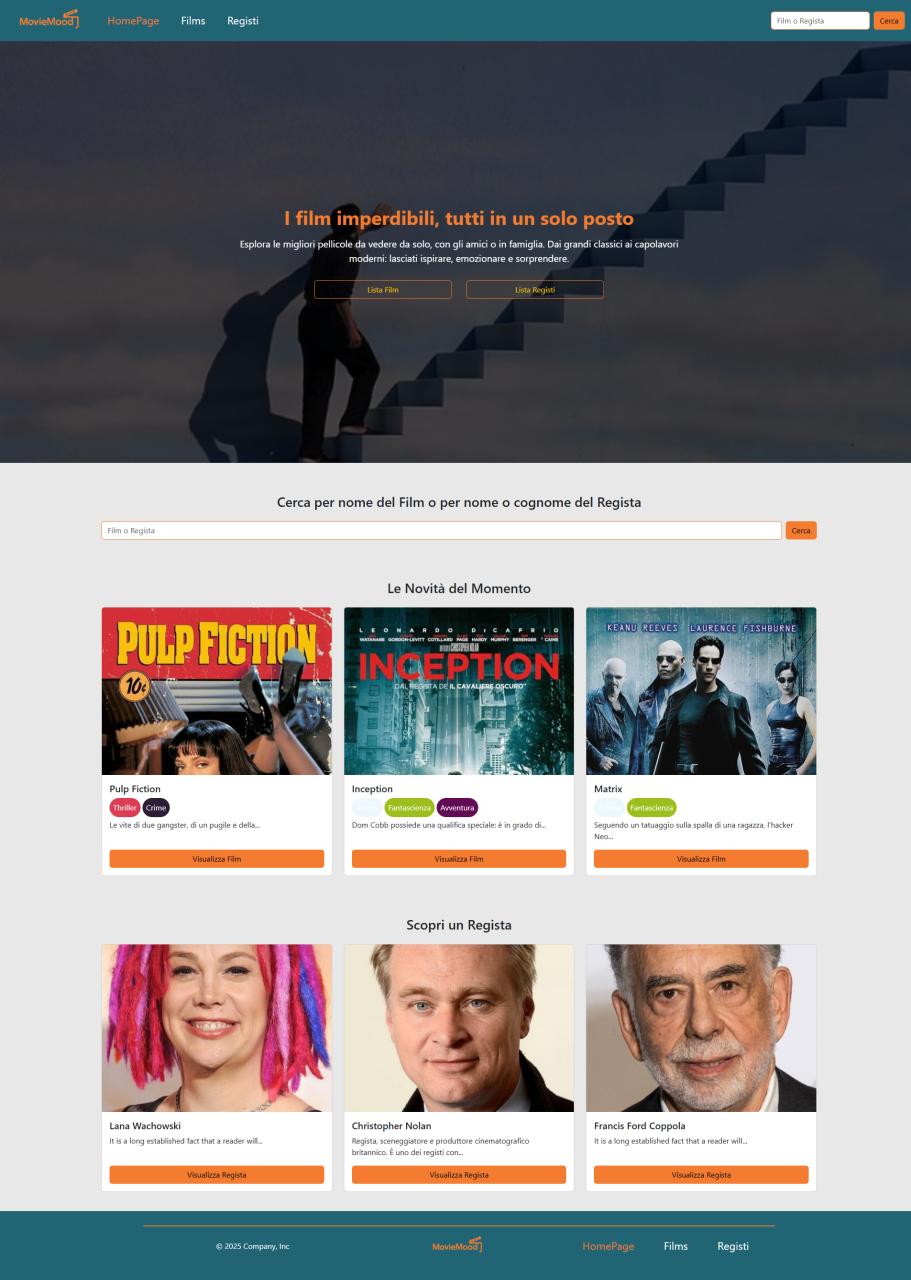 MovieMood
HomePage
Films
Registi
Film o Regista
Cerca
I film imperdibili, tutti in un solo posto
Esplora le migliori pellicole da vedere da solo, con gli amici o in famiglia. Dai grandi classici ai capolavori
moderni: lasciati ispirare, emozionare e sorprendere.
Lista Film
Lista Registi
Cerca per nome del Film o per nome o cognome del Regista
Film o Regista
Cerca
Le Novità del Momento
PULP FICTION
10¢
LEONARDO DiCAPRIO
WATANABE GORDON-LEVITT COTILLARD PAGE HARDY MURPHY BERENGER CAINE
CHRISTOPHER NOLAN
INCEPTION
DAL REGISTA DE "IL CAVALIERE OSCURO"
KEANU REEVES LAURENCE FISHBURNE
Pulp Fiction
Thriller
Crime
Le vite di due gangster, di un pugile e della...
Visualizza Film
Inception
Fantascienza
Avventura
Dom Cobb possiede una qualifica speciale: è in grado di...
Visualizza Film
Matrix
Fantascienza
Seguendo un tatuaggio sulla spalla di una ragazza, l'hacker
Neo...
Visualizza Film
Scopri un Regista
Lana Wachowski
It is a long established fact that a reader will...
Visualizza Regista
Christopher Nolan
Regista, sceneggiatore e produttore cinematografico
britannico. È uno dei registi con...
Visualizza Regista
Francis Ford Coppola
It is a long established fact that a reader will...
Visualizza Regista
© 2025 Company, Inc
MovieMood
HomePage
Films
Registi